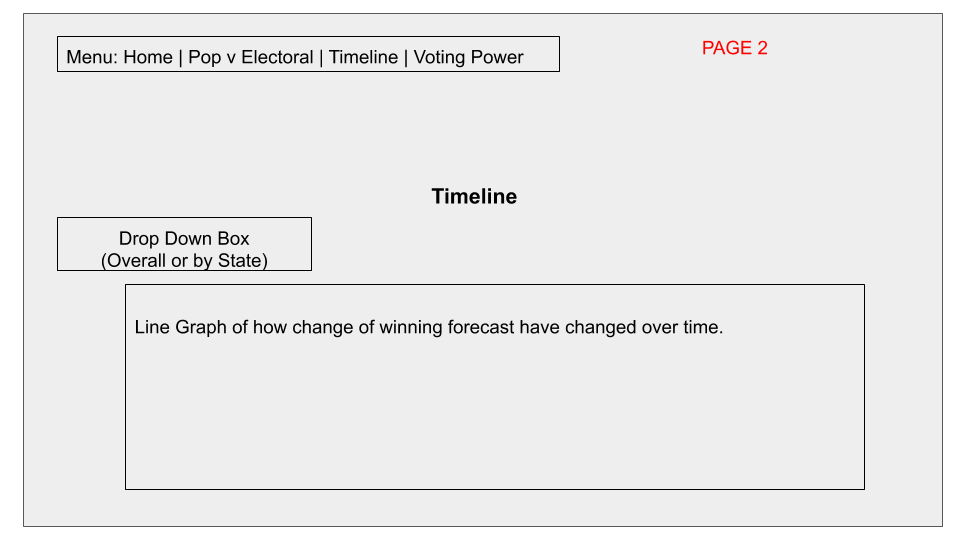 Menu: Home | Pop v Electoral | Timeline | Voting Power
PAGE 2
Timeline
Drop Down Box
(Overall or by State)
Line Graph of how change of winning forecast have changed over time.